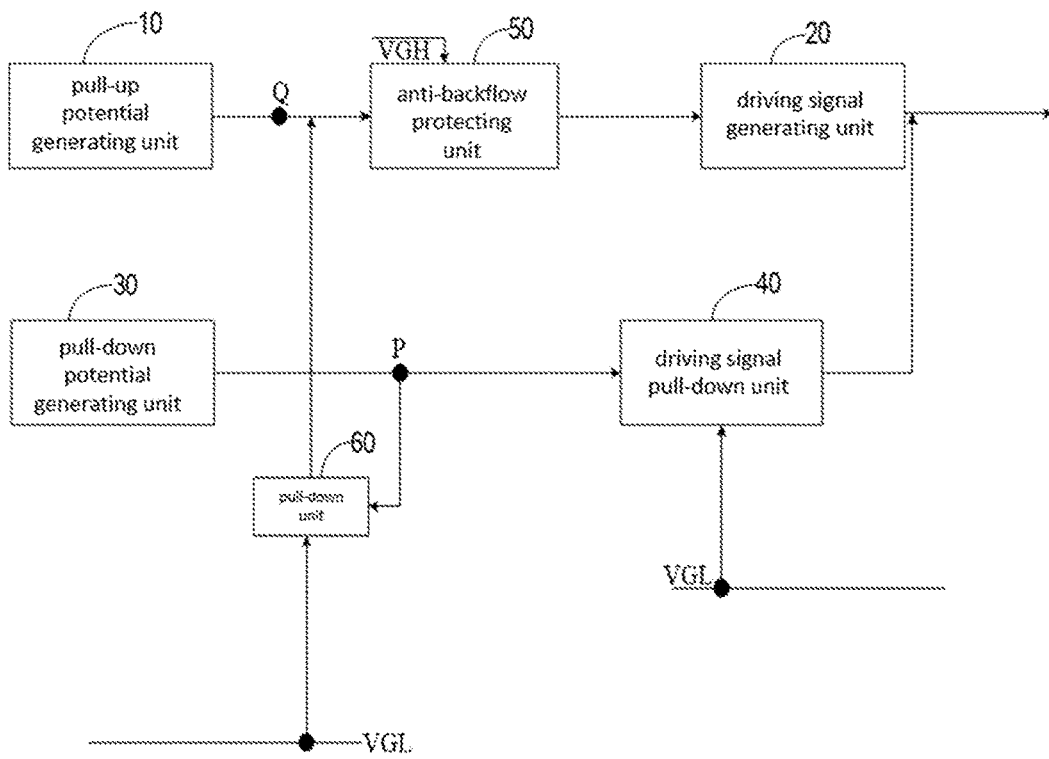 10
50
20
VGH
pull-up
potential
generating unit
Q
anti-backflow
protecting
unit
driving signal
generating unit
30
40
P
pull-down
potential
generating unit
driving signal
pull-down unit
60
pull-down
unit
VGL
VGL